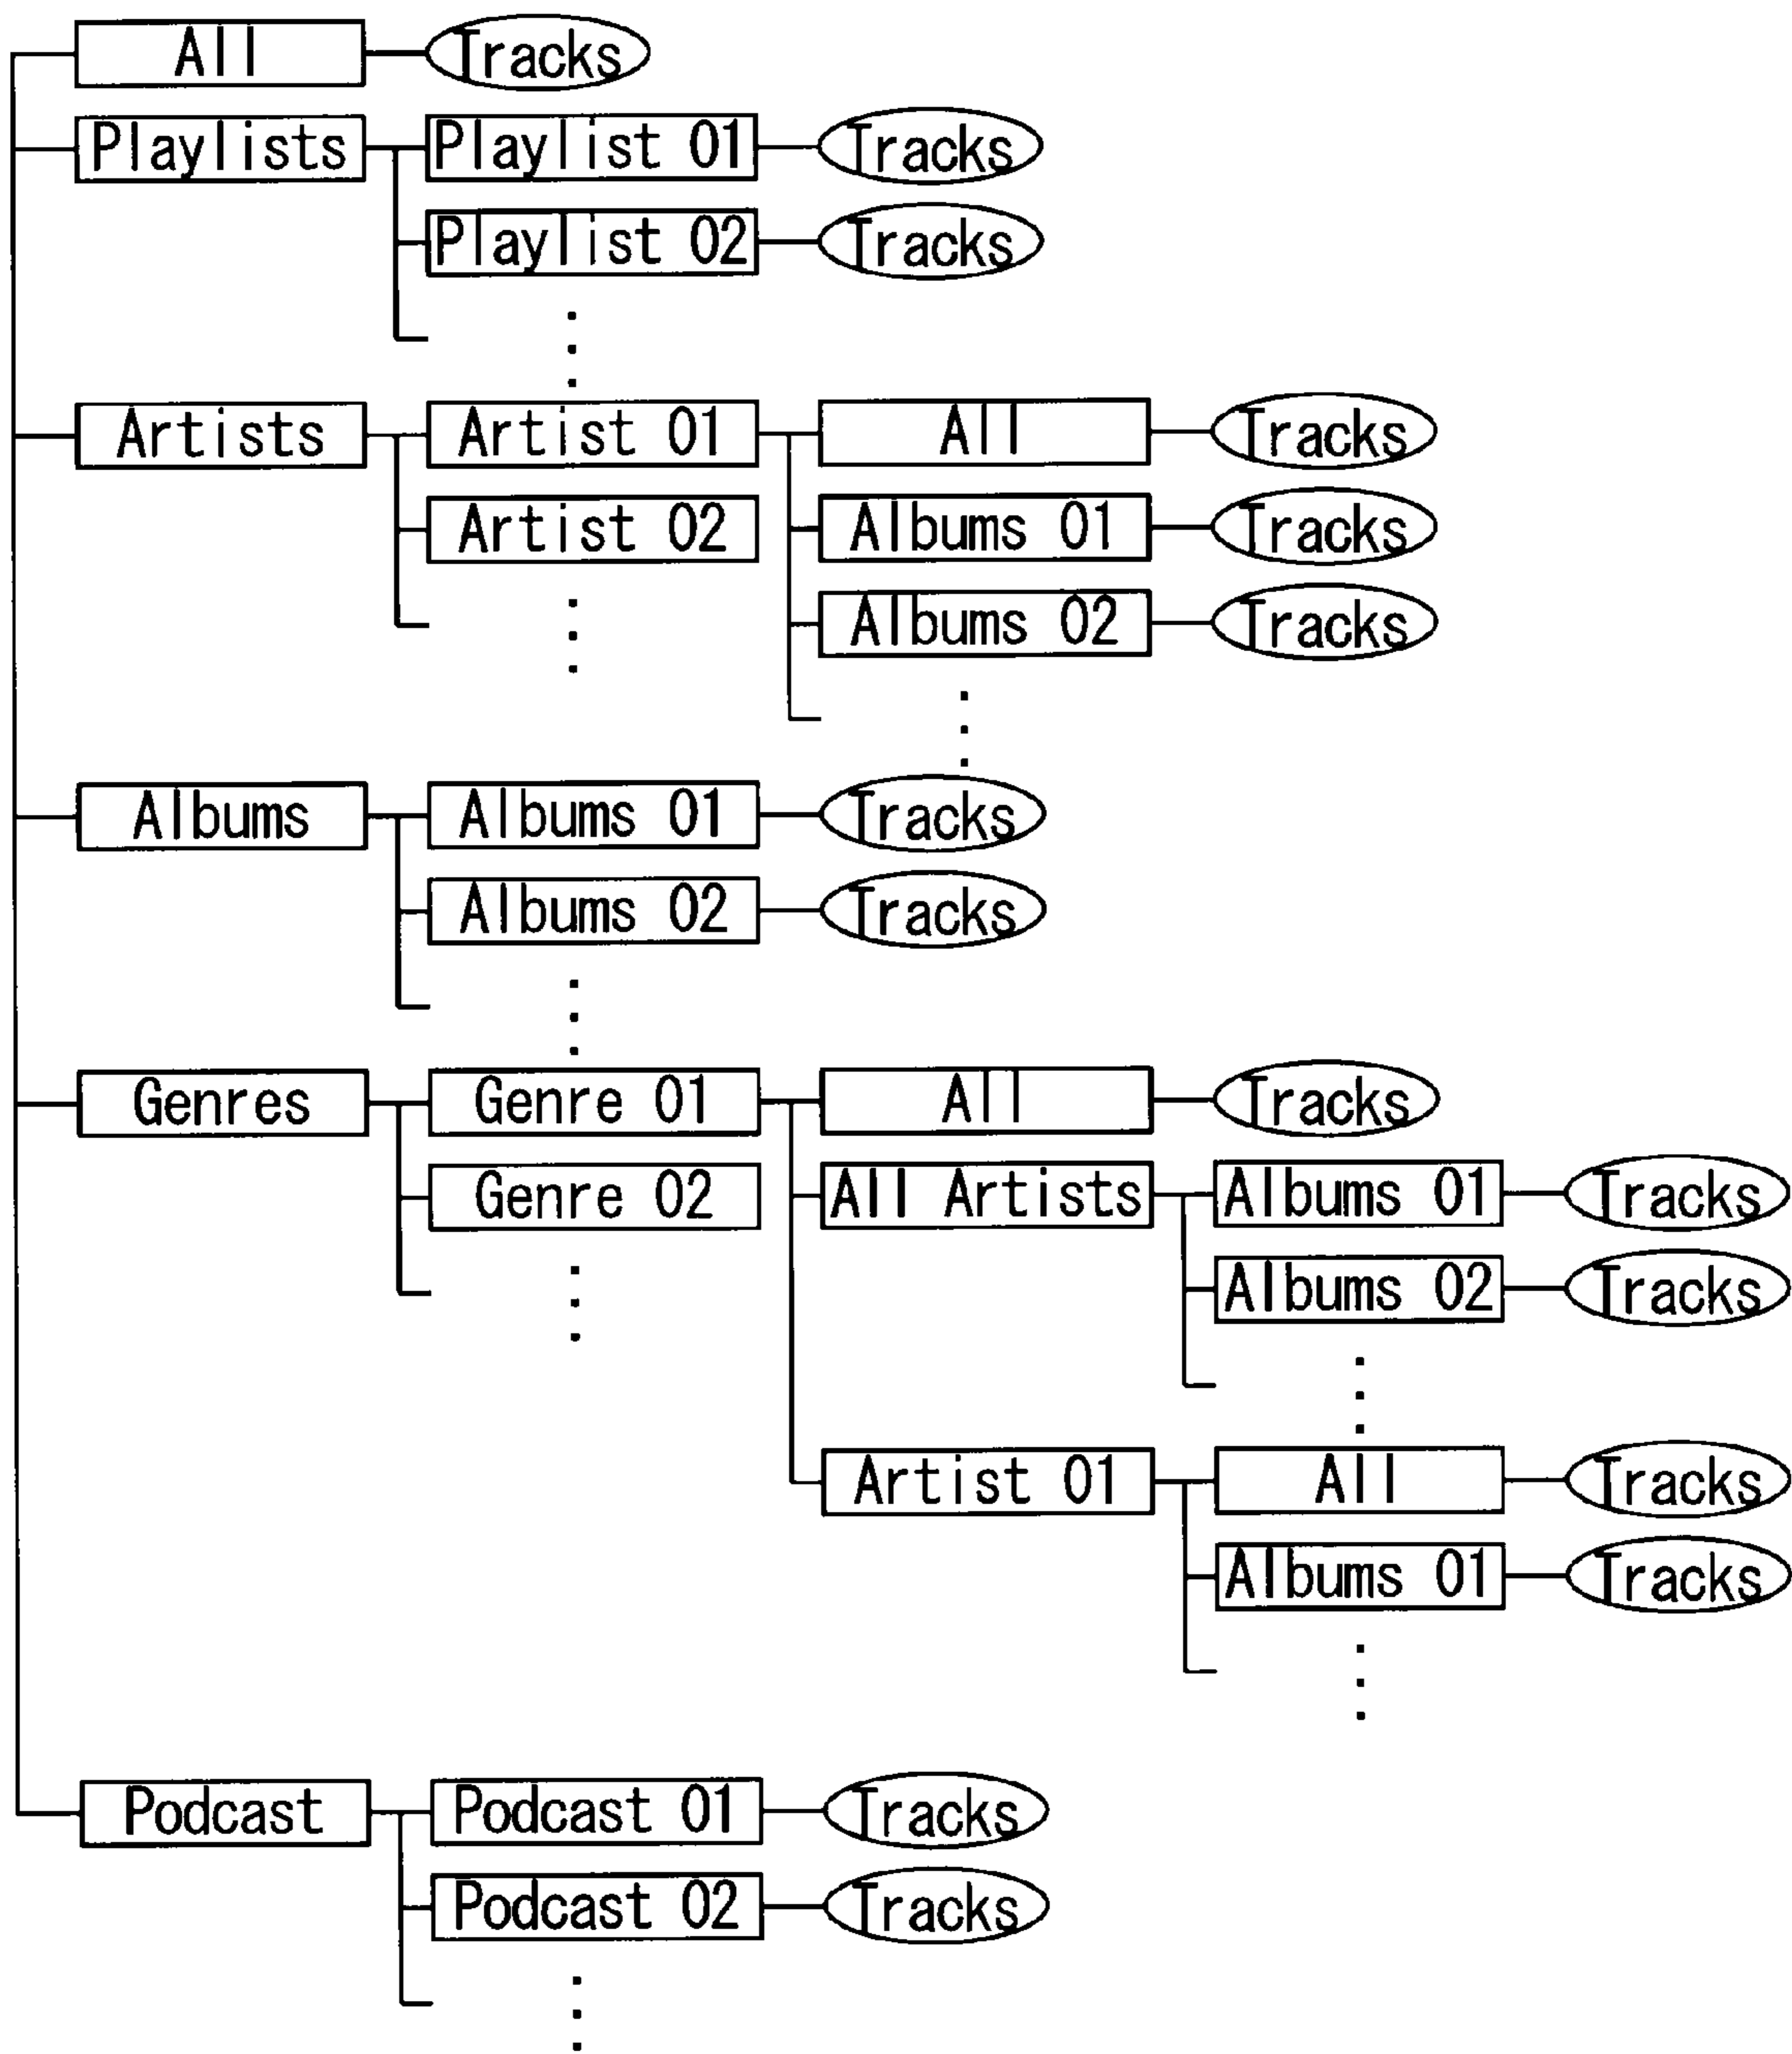 All Tracks
Playlists Playlist 01 Tracks
Playlist 02 Tracks
Artists Artist 01 All Tracks
Artist 02 Albums 01 Tracks
Albums 02 Tracks
Albums Albums 01 Tracks
Albums 02 Tracks
Genres Genre 01 All Tracks
Genre 02 All Artists Albums 01 Tracks
Albums 02 Tracks
Artist 01 All Tracks
Albums 01 Tracks
Podcast Podcast 01 Tracks
Podcast 02 Tracks